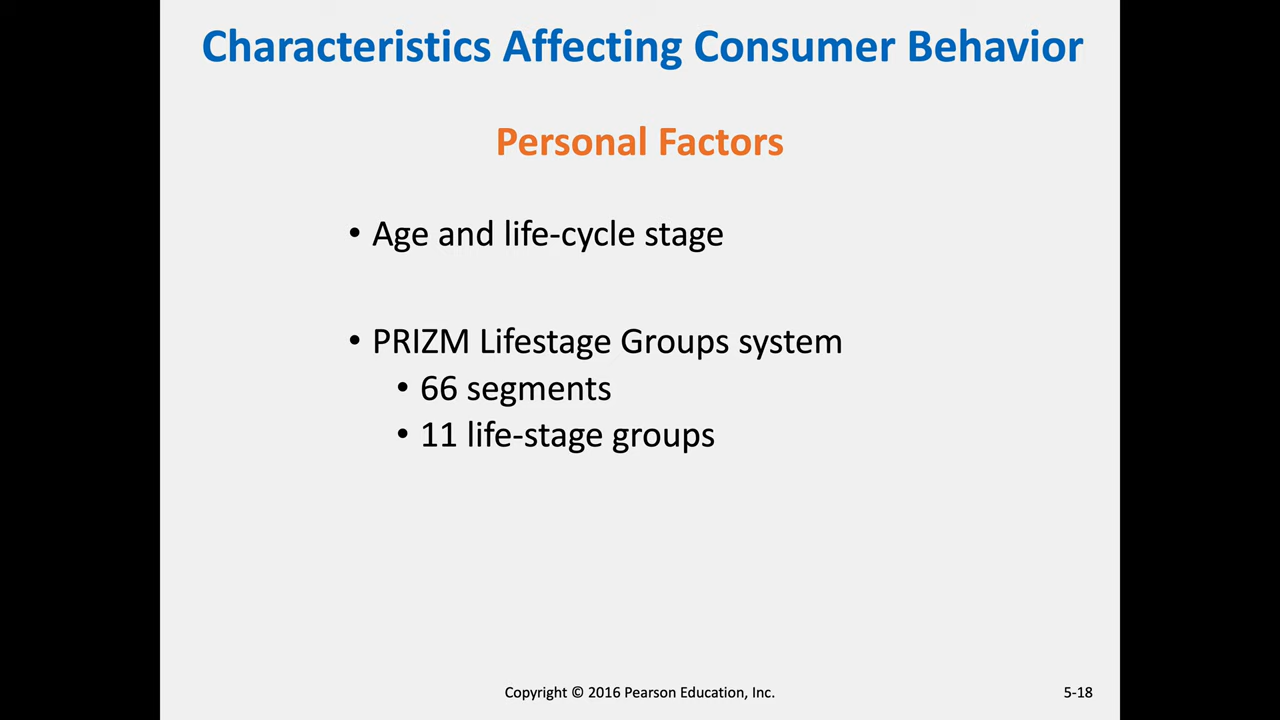 Characteristics Affecting Consumer Behavior
Personal Factors
• Age and life-cycle stage
• PRIZM Lifestage Groups system
• 66 segments
• 11 life-stage groups
Copyright © 2016 Pearson Education, Inc.
5-18